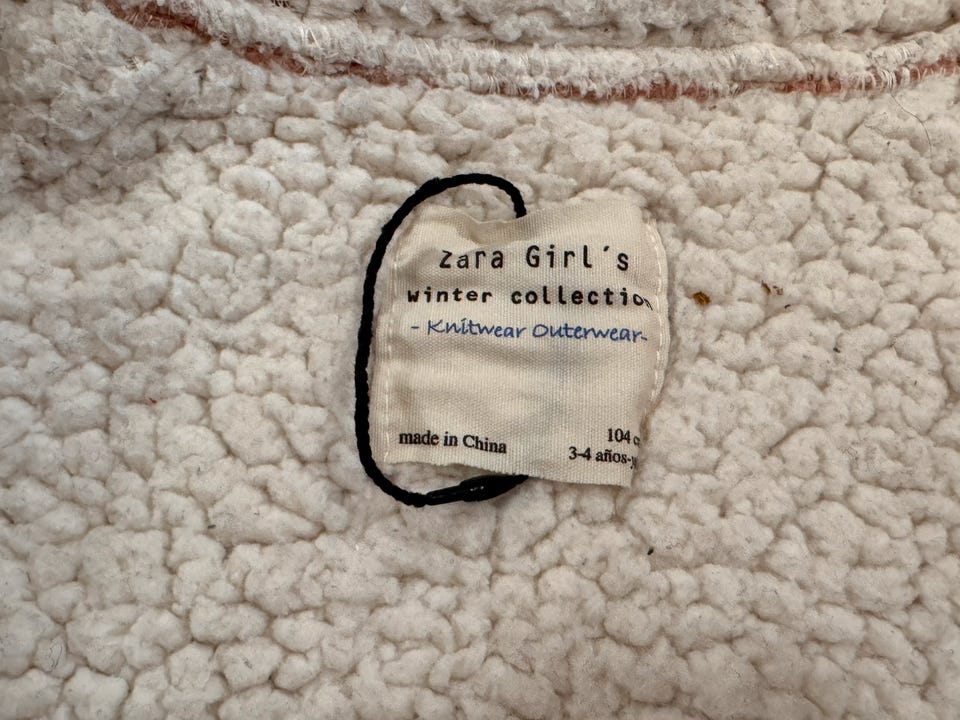 zara Girl´s
winter collection
- Knitwear Outerwear-
made in China
104 c
3-4 años-y